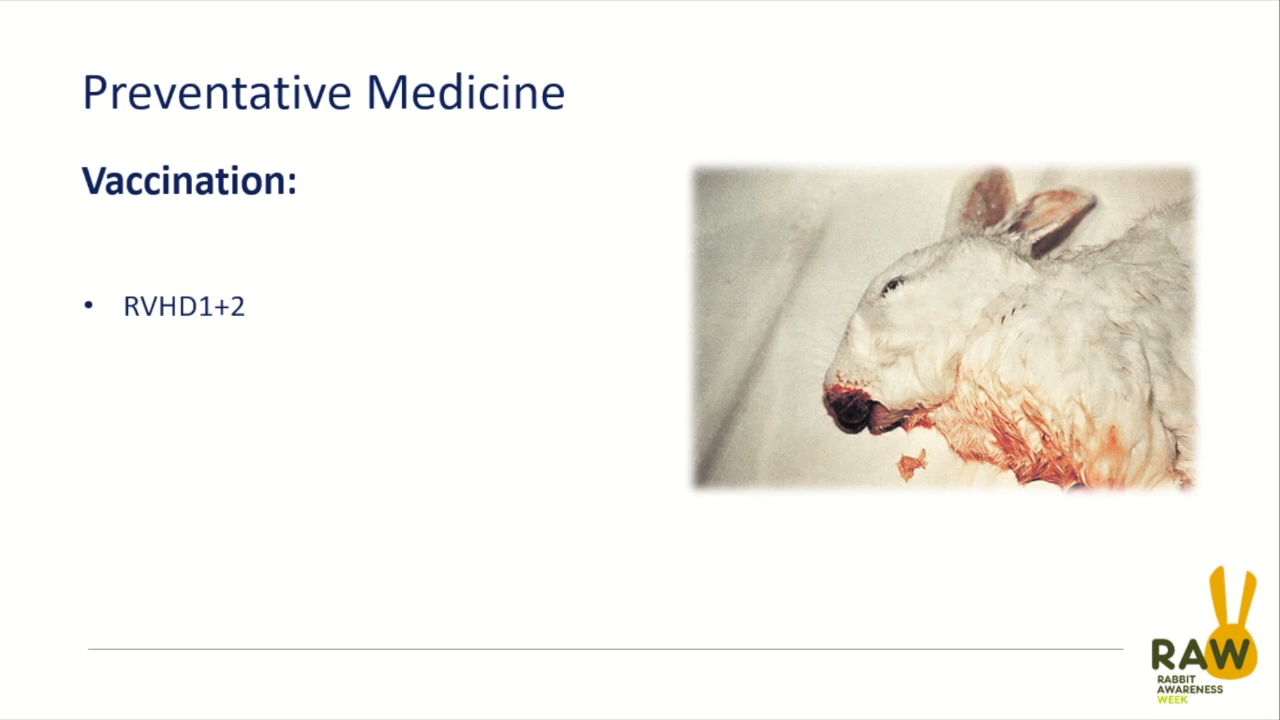 Preventative Medicine
Vaccination:
• RVHD1+2
RAW
RABBIT
AWARENESS
WEEK